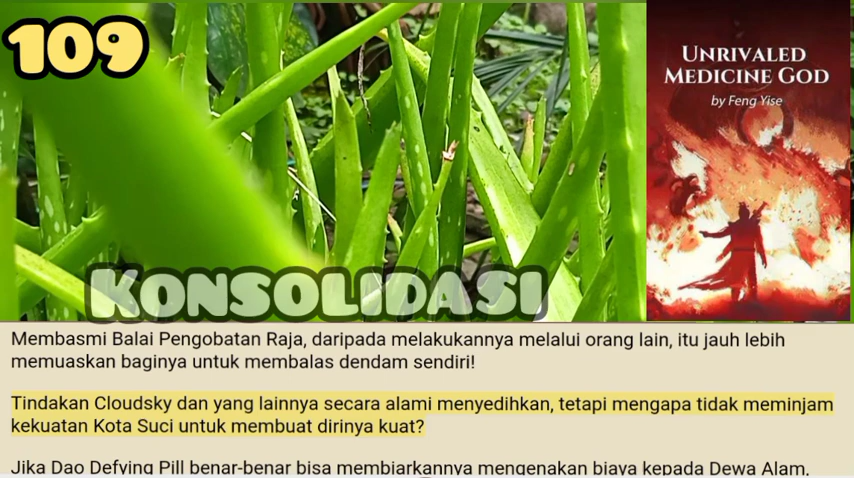 109
UNRIVALED
MEDICINE GOD
by Feng Yise
KONSOLIDASI
Membasmi Balai Pengobatan Raja, daripada melakukannya melalui orang lain, itu jauh lebih
memuaskan baginya untuk membalas dendam sendiri!
Tindakan Cloudsky dan yang lainnya secara alami menyedihkan, tetapi mengapa tidak meminjam
kekuatan Kota Suci untuk membuat dirinya kuat?
Jika Dao Defying Pill benar-benar bisa membiarkannya mengenakan biaya kepada Dewa Alam,